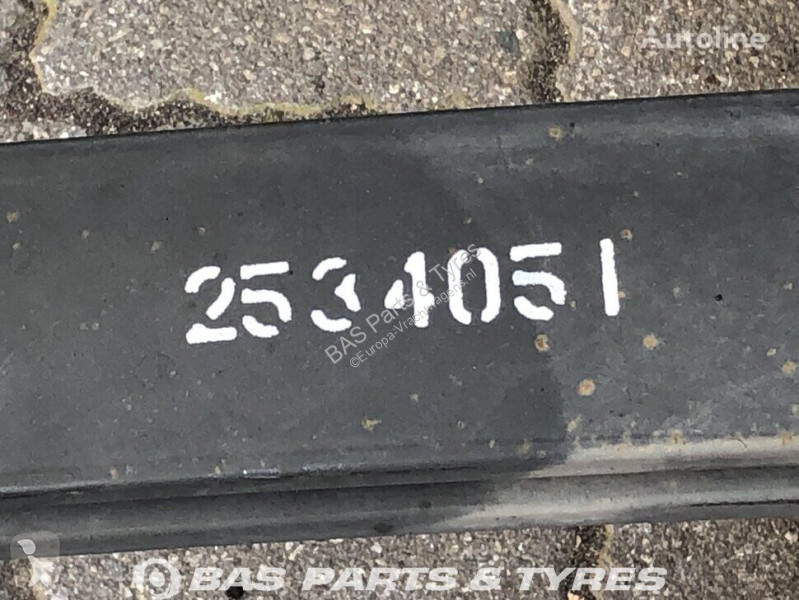 Autoline
2534051
BAS Parts & Tyres
©Europa-Vrachtwagens.nl
BAS PARTS & TYRES